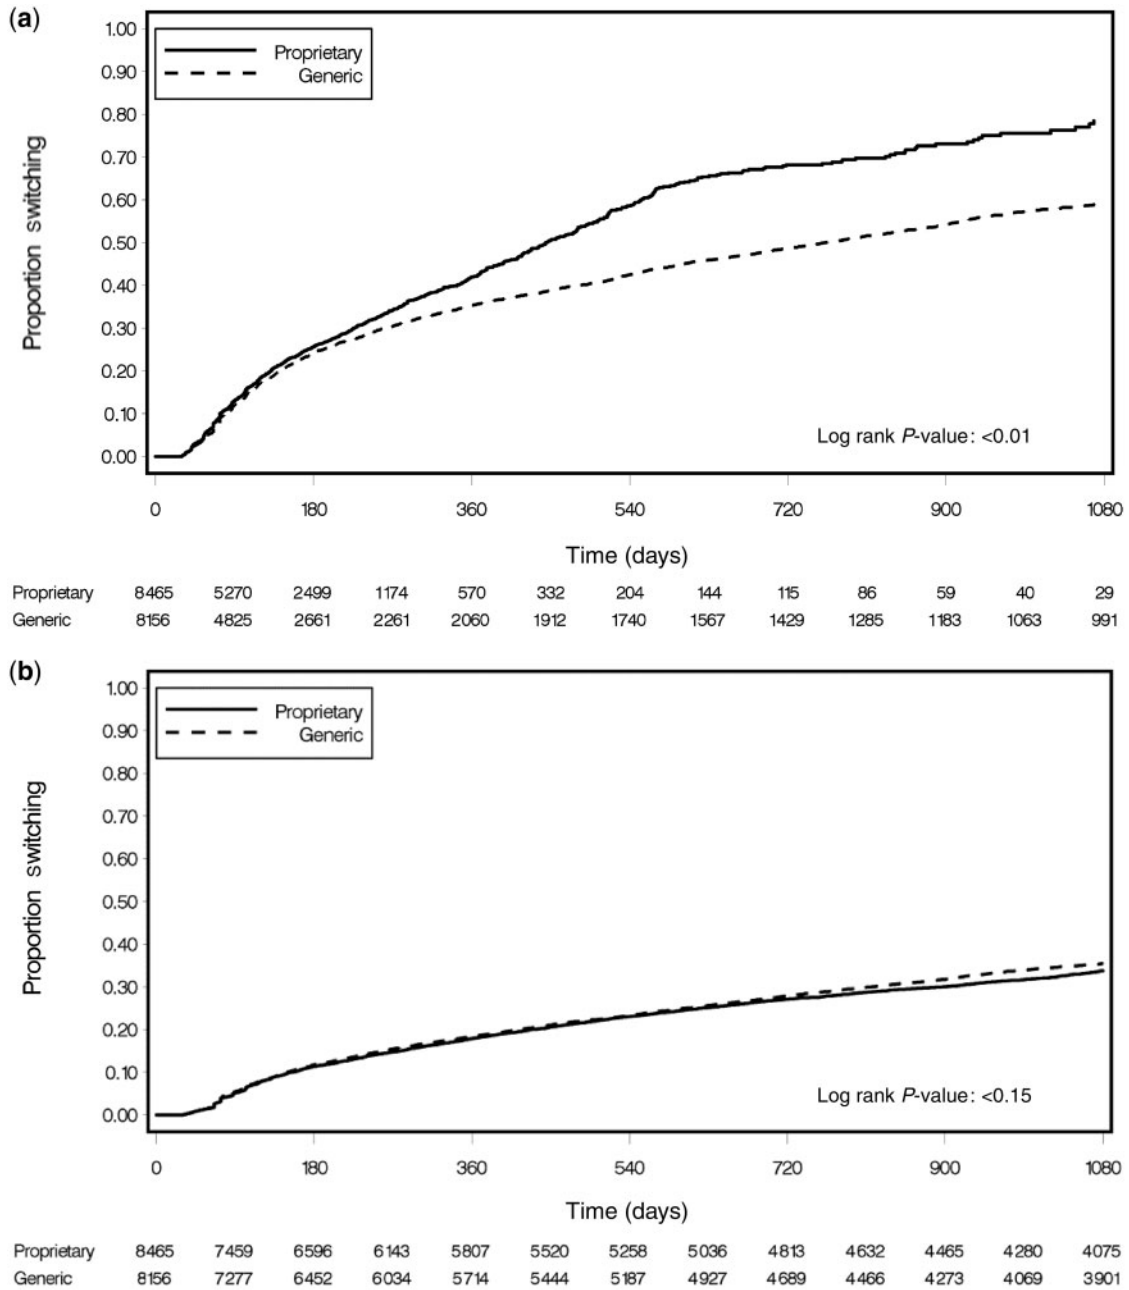 (a)
1.00
Proprietary
0.90
Generic
0.80
0.70
0.60
0.50
0.40
0.30
0.20
0.10
0.00
Proportion switching
Log rank P-value: <0.01
0 180 360 540 720 900 1080
Time (days)
Proprietary 8465 5270 2499 1174 570 332 204 144 115 86 59 40 29
Generic 8156 4825 2661 2261 2060 1912 1740 1567 1429 1285 1183 1063 991
(b)
1.00
Proprietary
0.90
Generic
0.80
0.70
0.60
0.50
0.40
0.30
0.20
0.10
0.00
Proportion switching
Log rank P-value: <0.15
0 180 360 540 720 900 1080
Time (days)
Proprietary 8465 7459 6596 6143 5807 5520 5258 5036 4813 4632 4465 4280 4075
Generic 8156 7277 6452 6034 5714 5444 5187 4927 4689 4466 4273 4069 3901